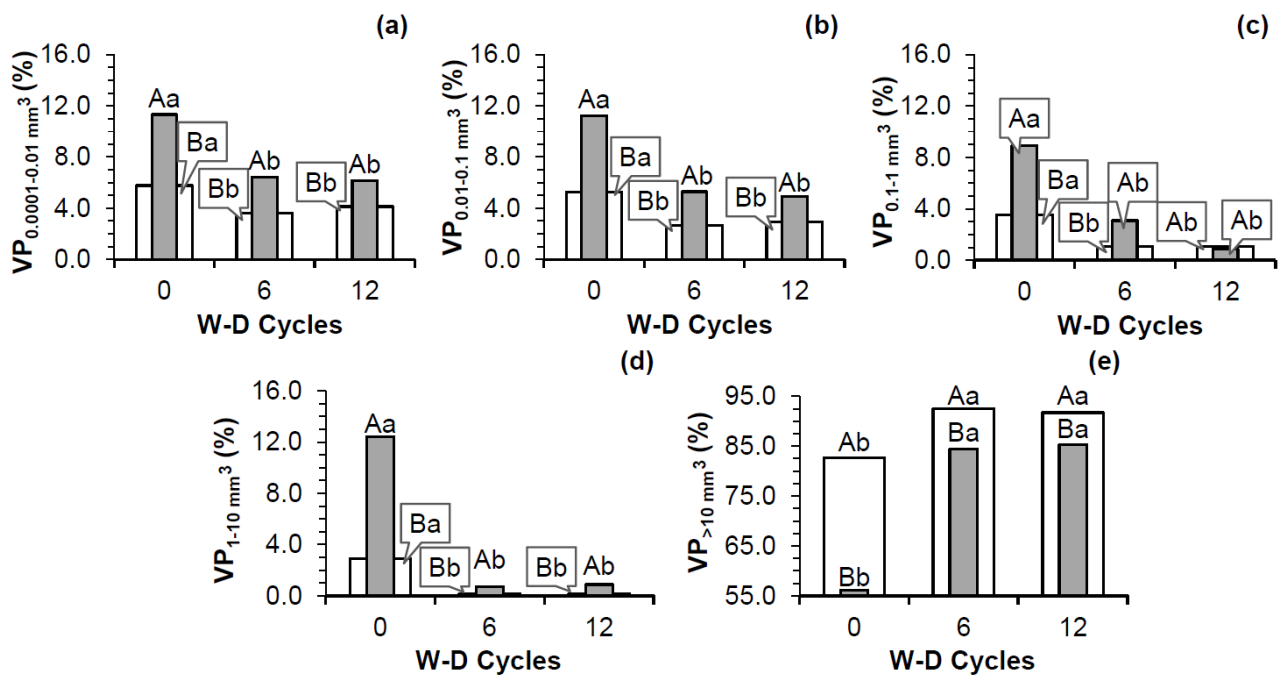 (a)
VP0.0001-0.01 mm3 (%)
16.0
12.0
8.0
4.0
0.0
Aa
Ba
Bb
Ab
Bb
Ab
0
6
12
W-D Cycles
(b)
VP0.01-0.1 mm3 (%)
16.0
12.0
8.0
4.0
0.0
Aa
Ba
Bb
Ab
Bb
Ab
0
6
12
W-D Cycles
(c)
VP0.1-1 mm3 (%)
16.0
12.0
8.0
4.0
0.0
Aa
Ba
Bb
Ab
Ab
Ab
0
6
12
W-D Cycles
(d)
VP1-10 mm3 (%)
16.0
12.0
8.0
4.0
0.0
Aa
Ba
Bb
Ab
Bb
Ab
0
6
12
W-D Cycles
(e)
VP>10 mm3 (%)
95.0
85.0
75.0
65.0
55.0
Ab
Bb
Aa
Ba
Aa
Ba
0
6
12
W-D Cycles